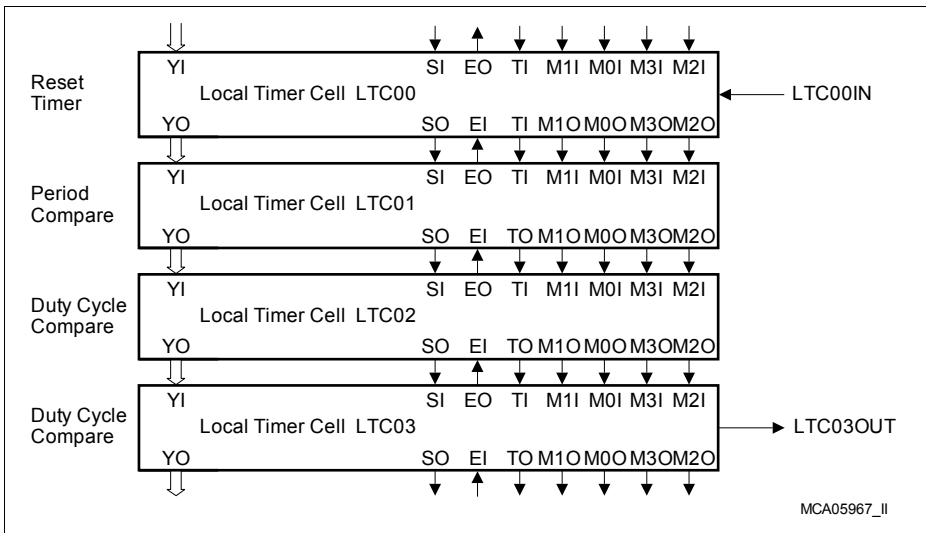 YI SI EO TI M1I M0I M3I M2I
Reset
Timer
Local Timer Cell LTC00
LTC00IN
YO SO EI TI M1O M0O M3O M2O
YI SI EO TI M1I M0I M3I M2I
Period
Compare
Local Timer Cell LTC01
YO SO EI TO M1O M0O M3O M2O
YI SI EO TI M1I M0I M3I M2I
Duty Cycle
Compare
Local Timer Cell LTC02
YO SO EI TO M1O M0O M3O M2O
YI SI EO TI M1I M0I M3I M2I
Duty Cycle
Compare
Local Timer Cell LTC03
LTC03OUT
YO SO EI TO M1O M0O M3O M2O
MCA05967_II